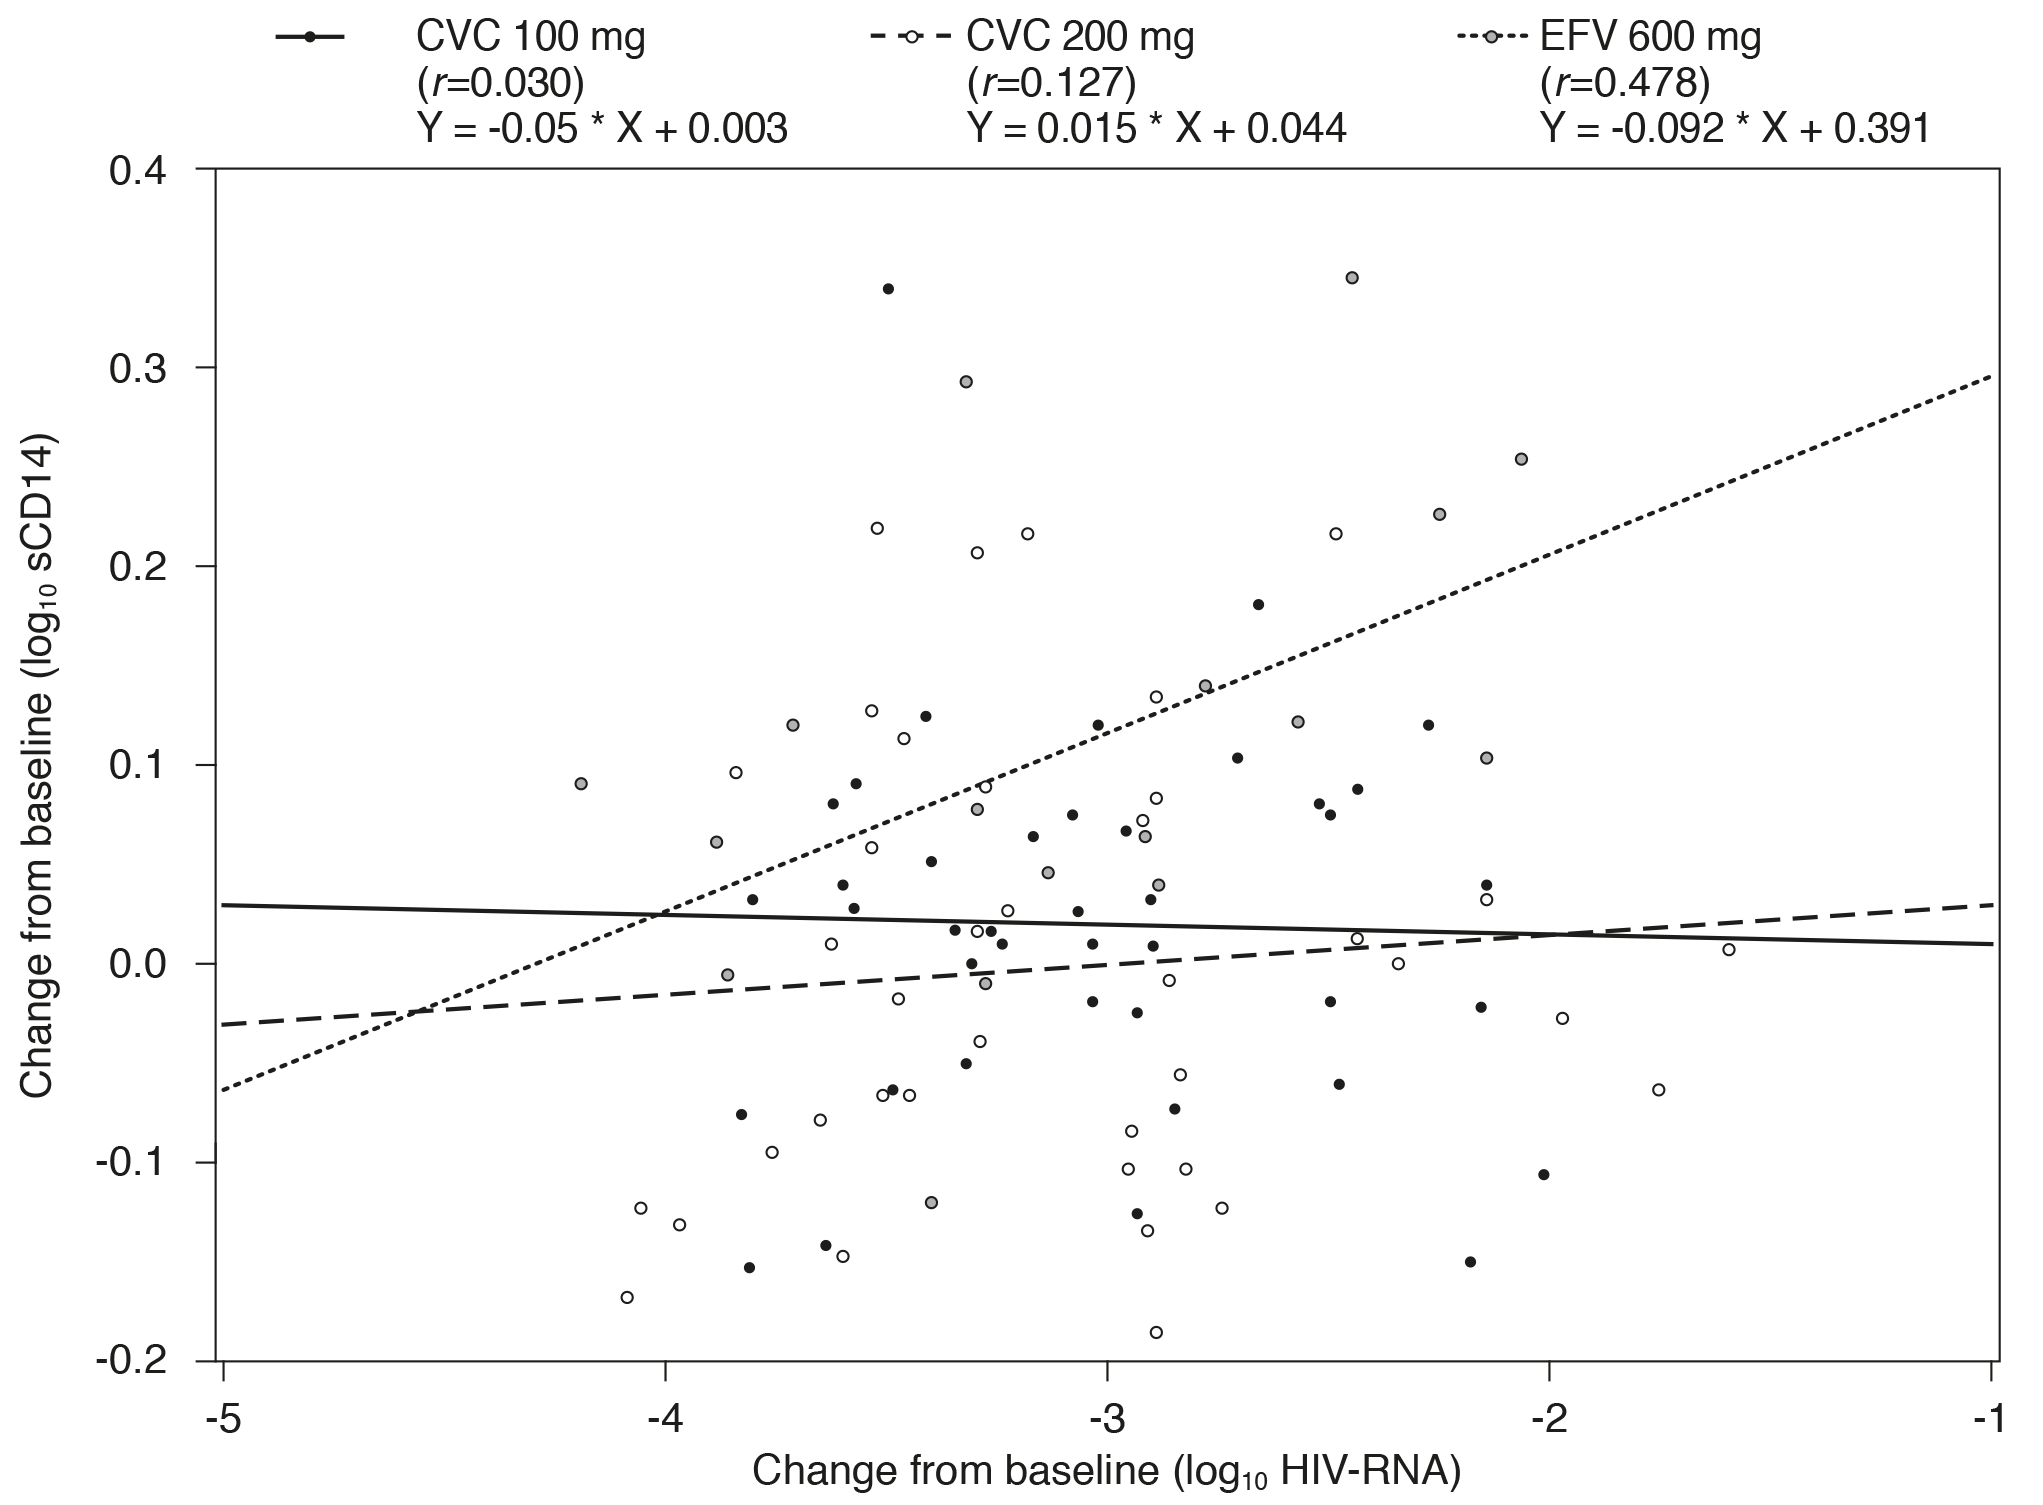 CVC 100 mg
(r=0.030)
Y = -0.05 * X + 0.003
CVC 200 mg
(r=0.127)
Y = 0.015 * X + 0.044
EFV 600 mg
(r=0.478)
Y = -0.092 * X + 0.391
0.4
0.3
0.2
0.1
0.0
-0.1
-0.2
Change from baseline (log₁₀ sCD14)
-5 -4 -3 -2 -1
Change from baseline (log₁₀ HIV-RNA)